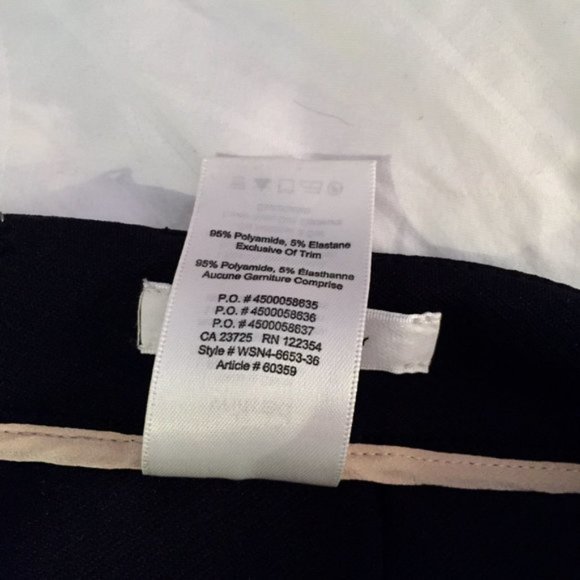 95% Polyamide, 5% Elastane
Exclusive Of Trim
95% Polyamide, 5% Élasthanne
Aucune Garniture Comprise
P.O. # 4500058635
P.O. # 4500058636
P.O. # 4500058637
CA 23725 RN 122354
Style # WSN4-6653-36
Article # 60359